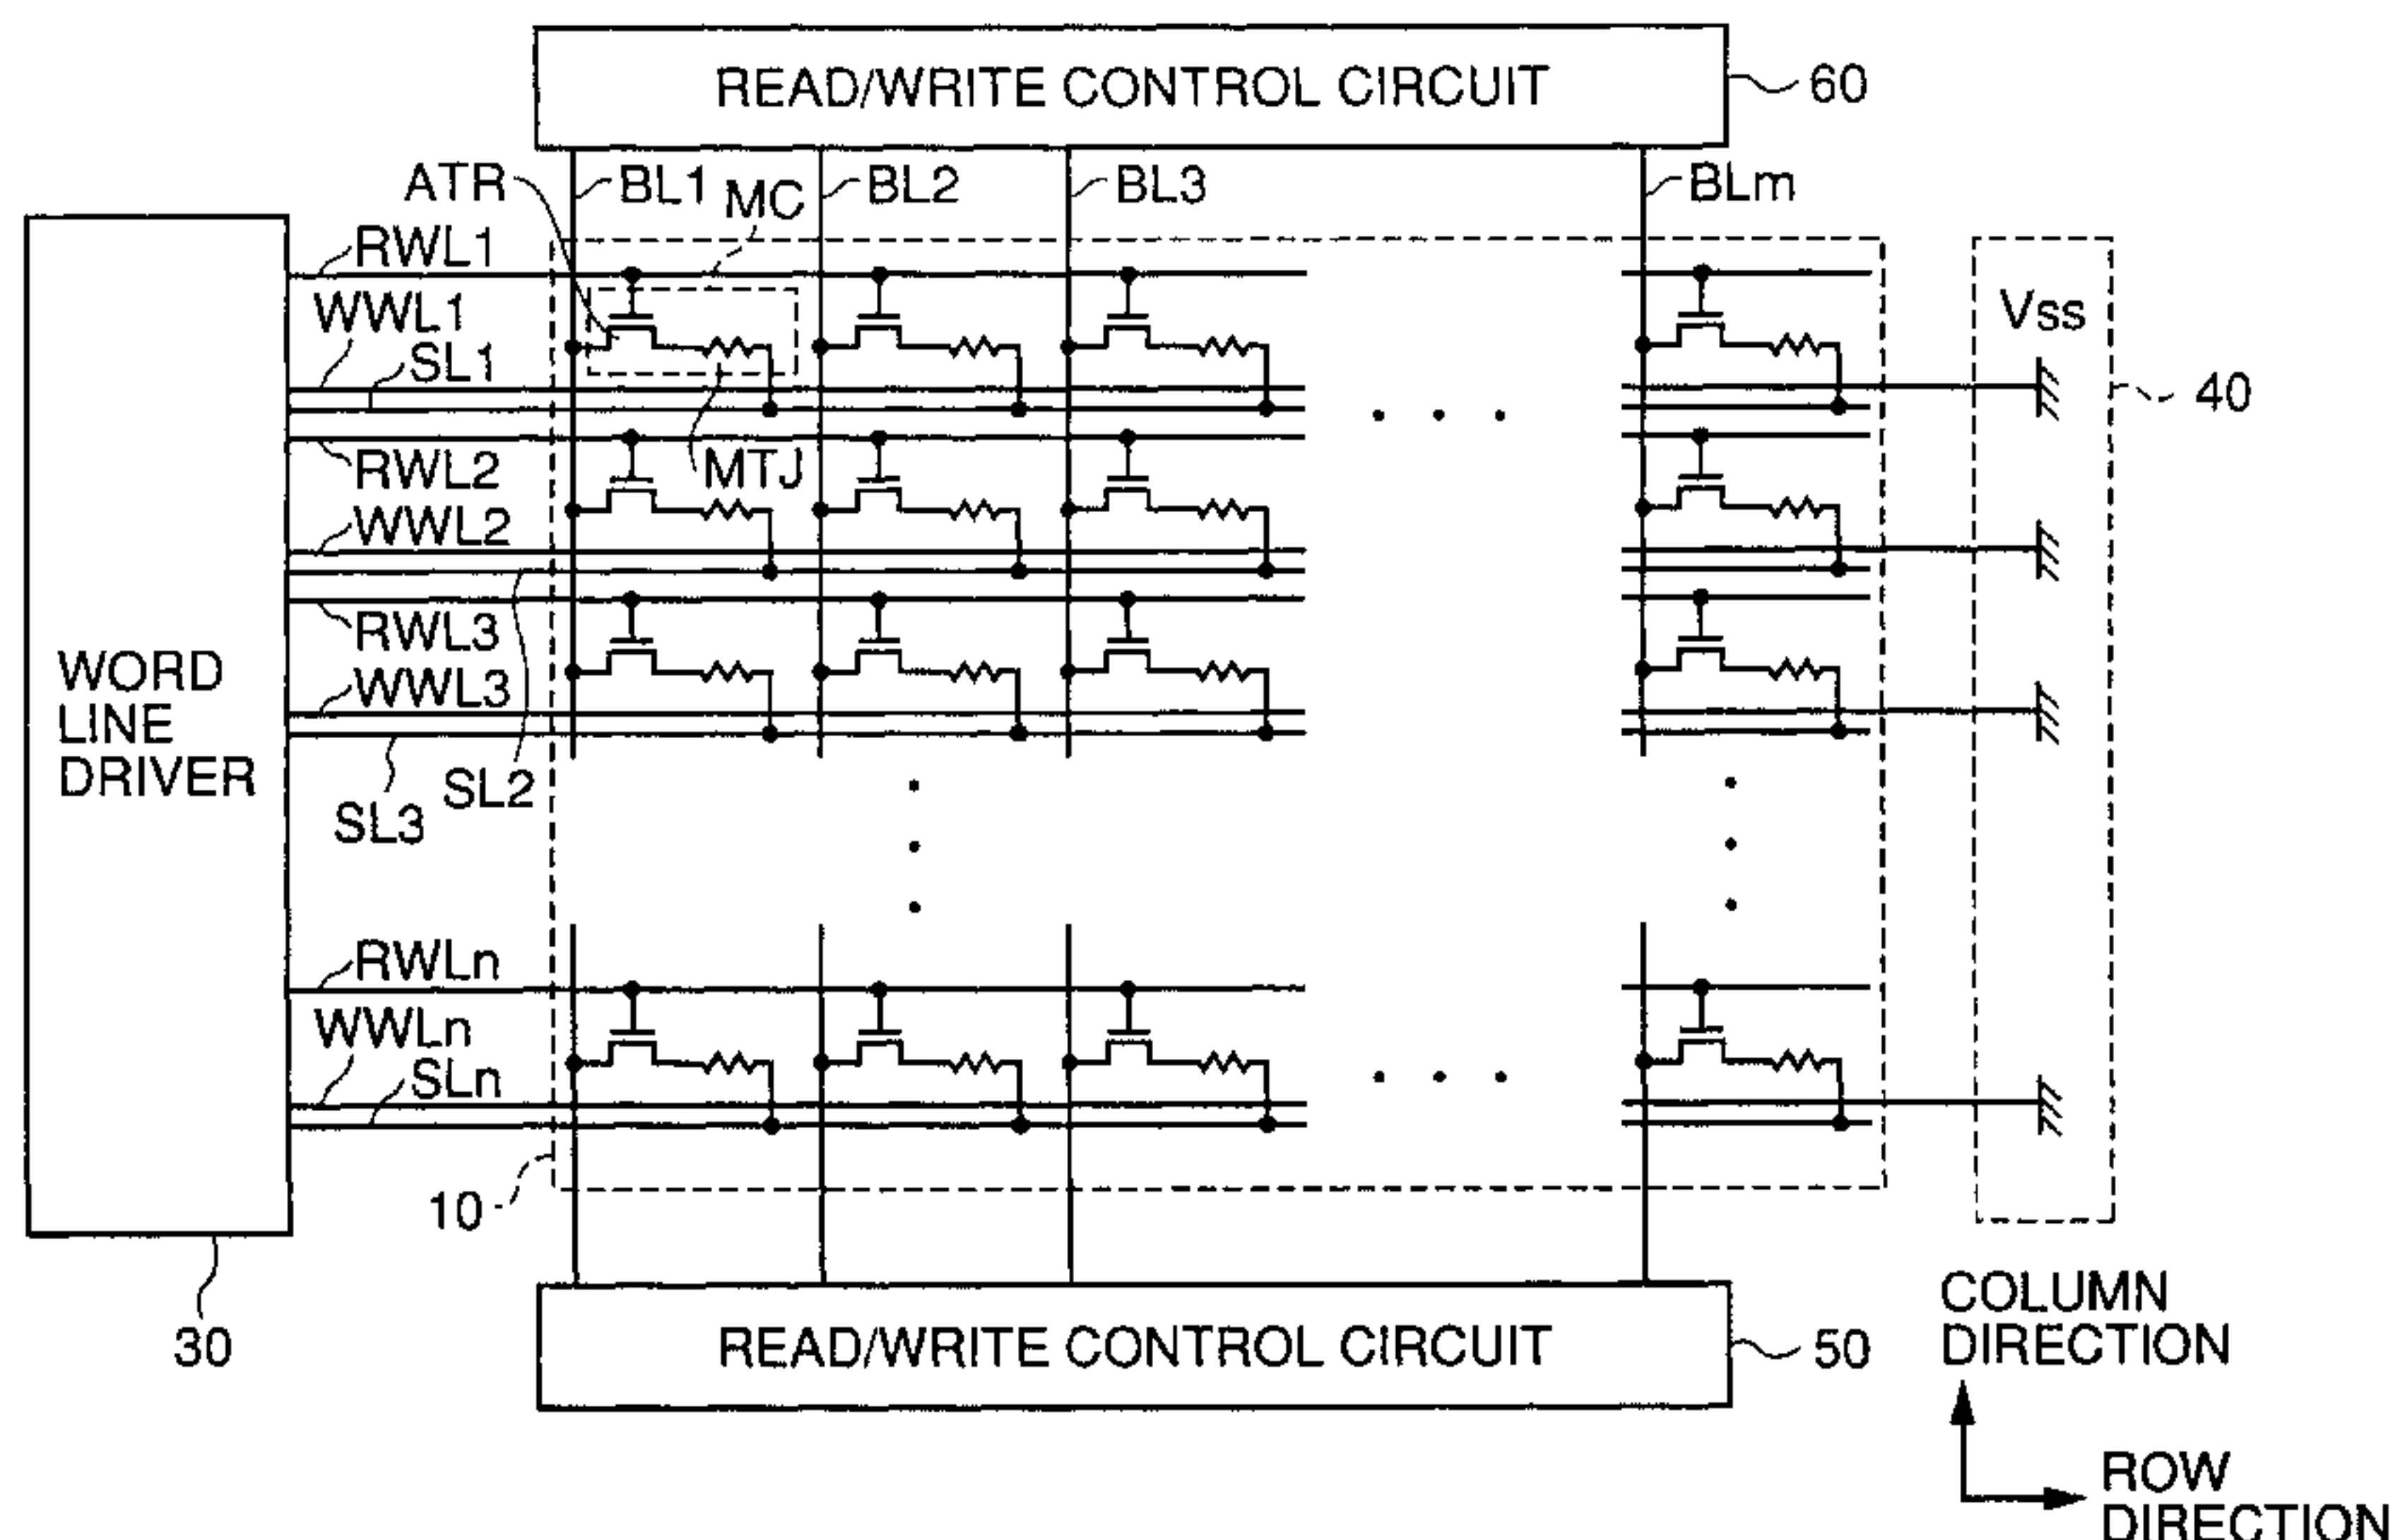 READ/WRITE CONTROL CIRCUIT
60
ATR
BL1
MC
BL2
BL3
BLm
RWL1
WWL1
SL1
Vss
40
RWL2
MTJ
WWL2
RWL3
WWL3
WORD
LINE
DRIVER
SL2
SL3
RWLn
WWLn
SLn
10
30
READ/WRITE CONTROL CIRCUIT
50
COLUMN
DIRECTION
ROW
DIRECTION